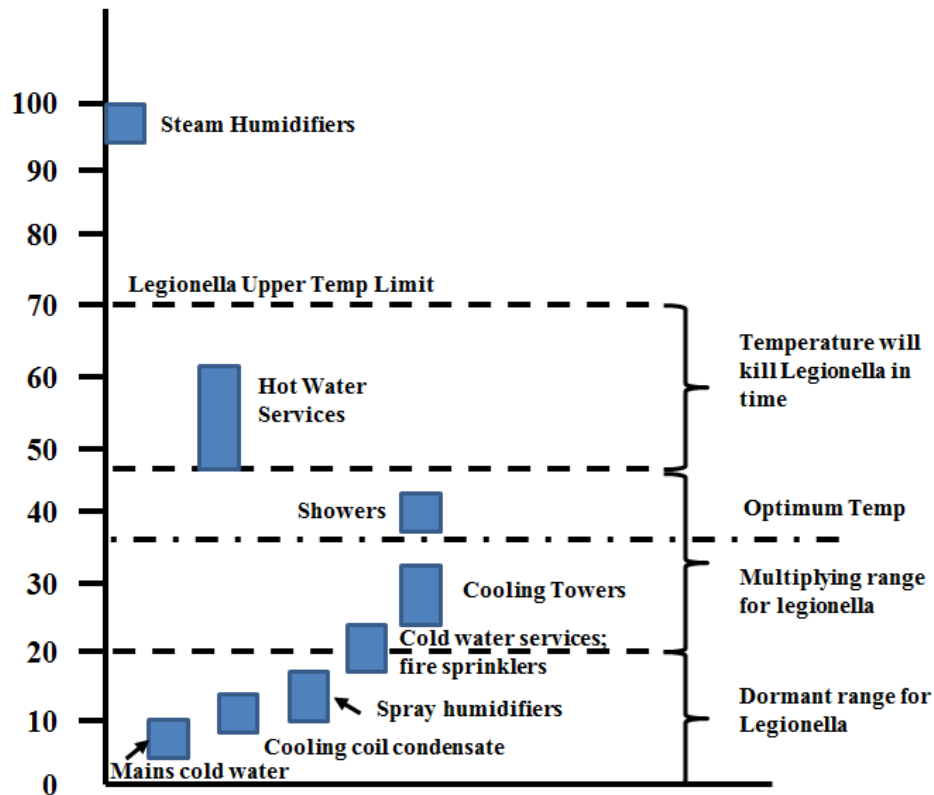 100
Steam Humidifiers
90
80
Legionella Upper Temp Limit
70
Temperature will
kill Legionella in
time
60
Hot Water
Services
50
40
Showers
Optimum Temp
30
Cooling Towers
Multiplying range
for legionella
20
Cold water services;
fire sprinklers
10
Spray humidifiers
Dormant range for
Legionella
Cooling coil condensate
Mains cold water
0